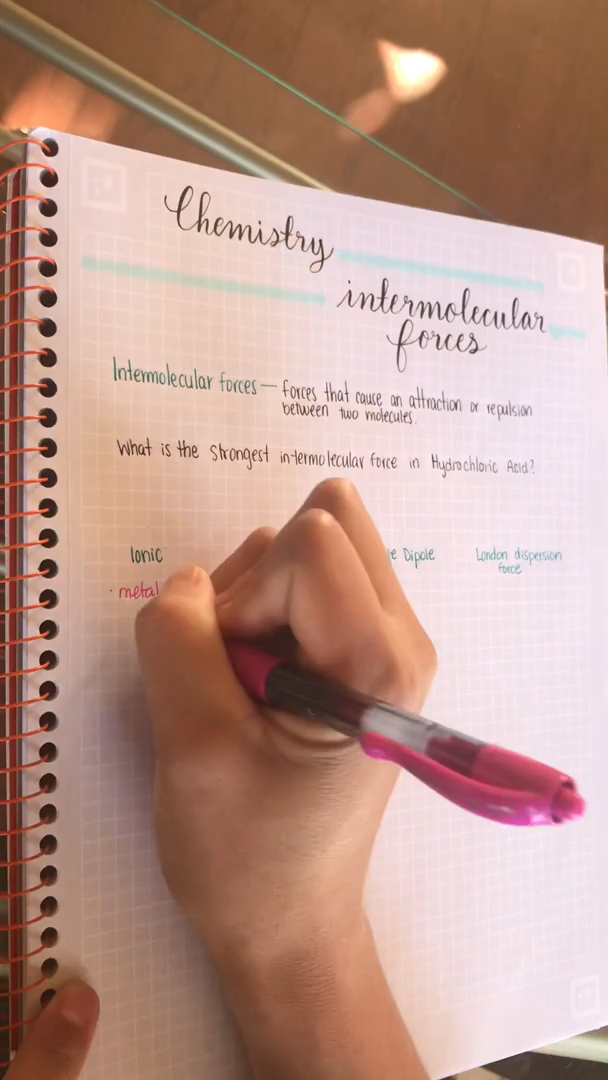 Chemistry
intermolecular
forces
Intermolecular forces — forces that cause an attraction or repulsion
between two molecules.
What is the strongest intermolecular force in Hydrochloric Acid?
Ionic Dipole London dispersion
force
· metal